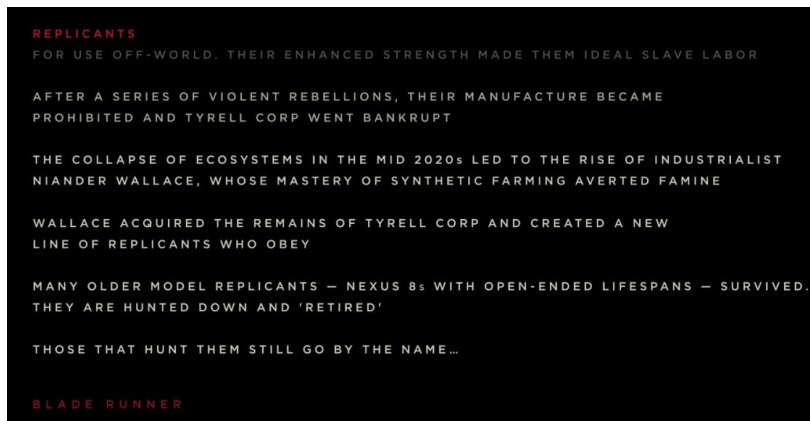 REPLICANTS
FOR USE OFF-WORLD. THEIR ENHANCED STRENGTH MADE THEM IDEAL SLAVE LABOR
AFTER A SERIES OF VIOLENT REBELLIONS, THEIR MANUFACTURE BECAME
PROHIBITED AND TYRELL CORP WENT BANKRUPT
THE COLLAPSE OF ECOSYSTEMS IN THE MID 2020s LED TO THE RISE OF INDUSTRIALIST
NIANDER WALLACE, WHOSE MASTERY OF SYNTHETIC FARMING AVERTED FAMINE
WALLACE ACQUIRED THE REMAINS OF TYRELL CORP AND CREATED A NEW
LINE OF REPLICANTS WHO OBEY
MANY OLDER MODEL REPLICANTS — NEXUS 8s WITH OPEN-ENDED LIFESPANS — SURVIVED.
THEY ARE HUNTED DOWN AND 'RETIRED'
THOSE THAT HUNT THEM STILL GO BY THE NAME…
BLADE RUNNER